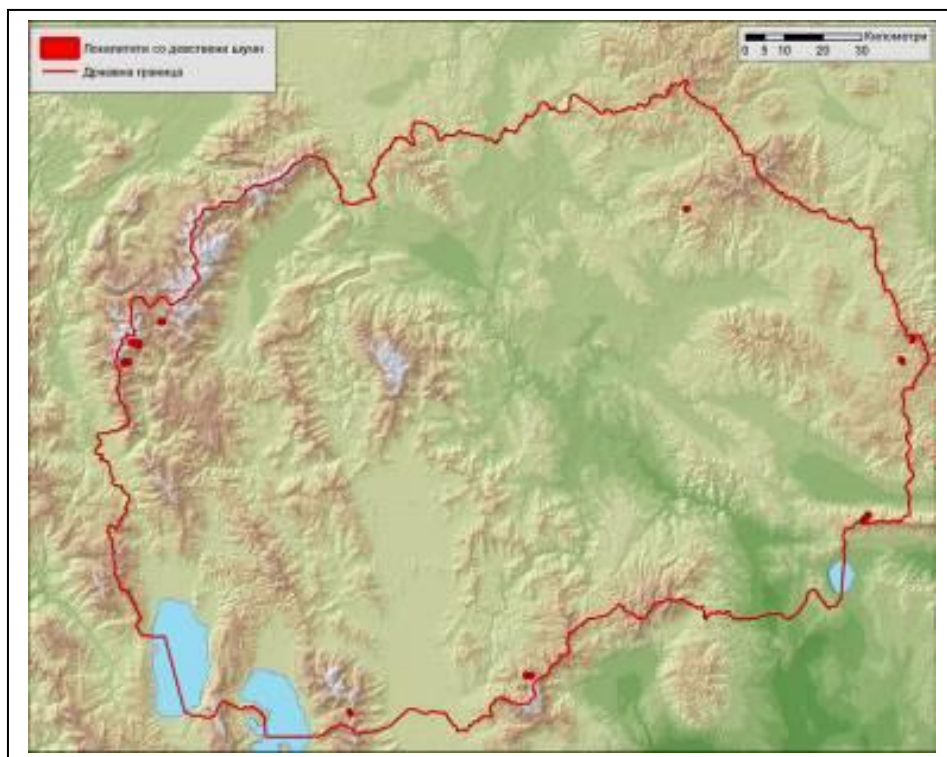 Локалитети со девствени шуми
Државна граница
Километри
0 5 10 20 30